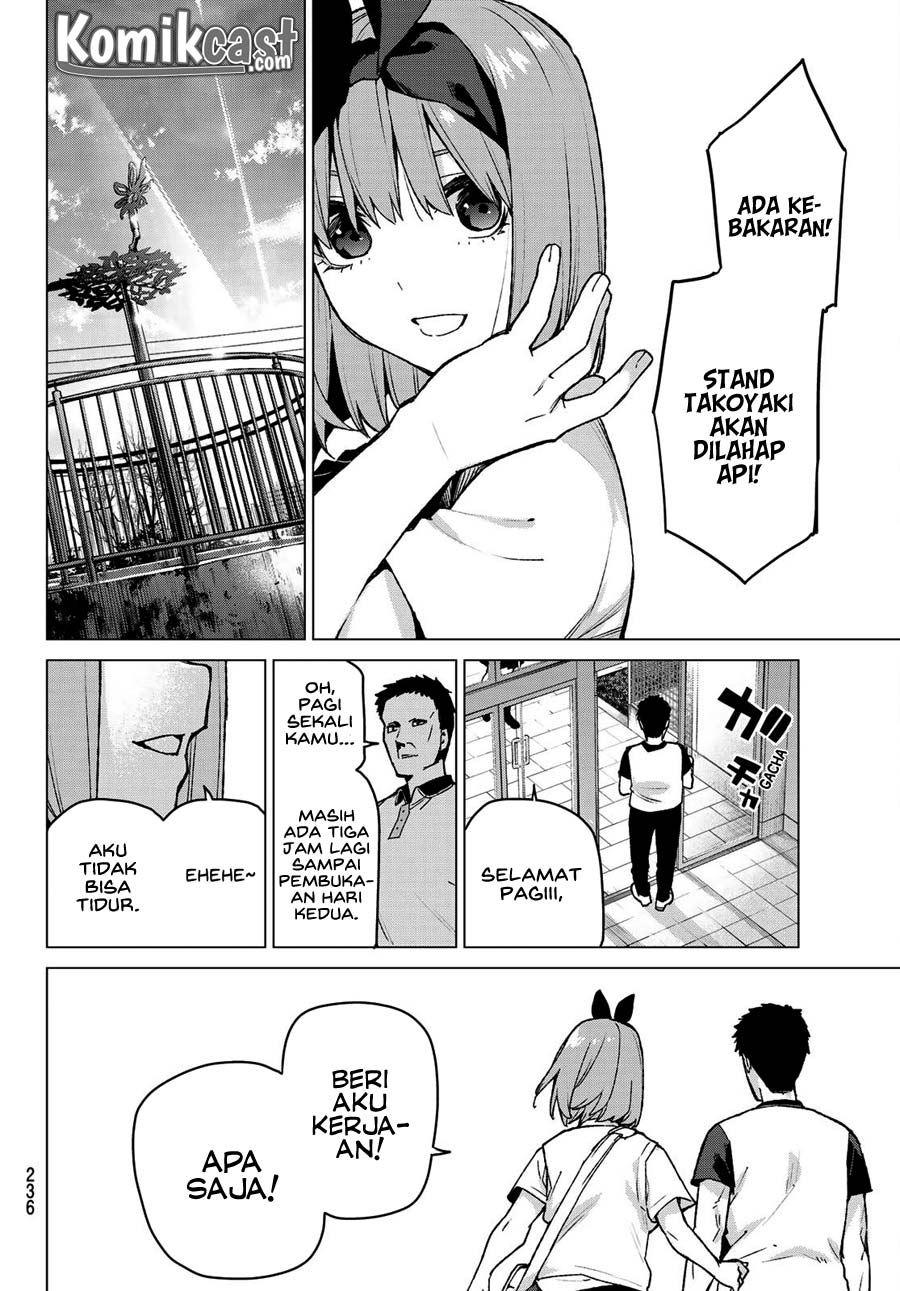 Komikcast
.com
ADA KE-
BAKARAN!
STAND
TAKOYAKI
AKAN
DILAHAP
API!
ガ
チャ
GACHA
SELAMAT
PAGIII,
OH,
PAGI
SEKALI
KAMU...
MASIH
ADA TIGA
JAM LAGI
SAMPAI
PEMBUKA-
AN HARI
KEDUA.
EHEHE~
AKU
TIDAK
BISA
TIDUR.
BERI
AKU
KERJA-
AN!
APA
SAJA!
236